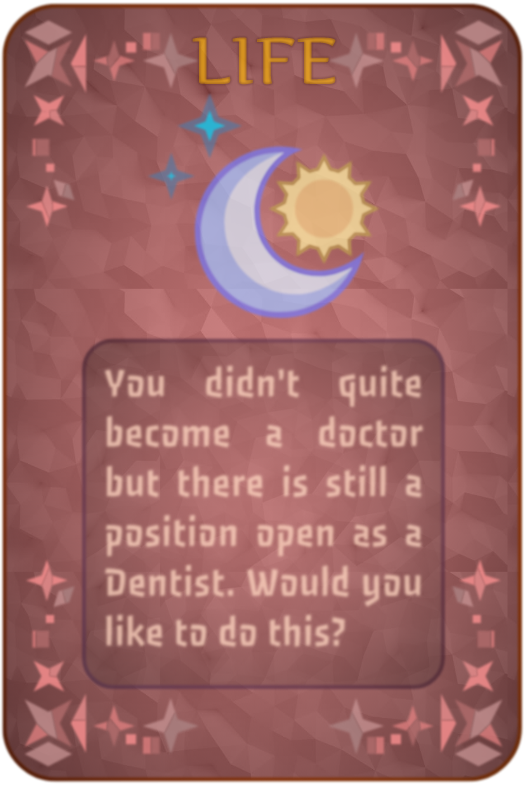 LIFE
You didn't quite
become a doctor
but there is still a
position open as a
Dentist. Would you
like to do this?